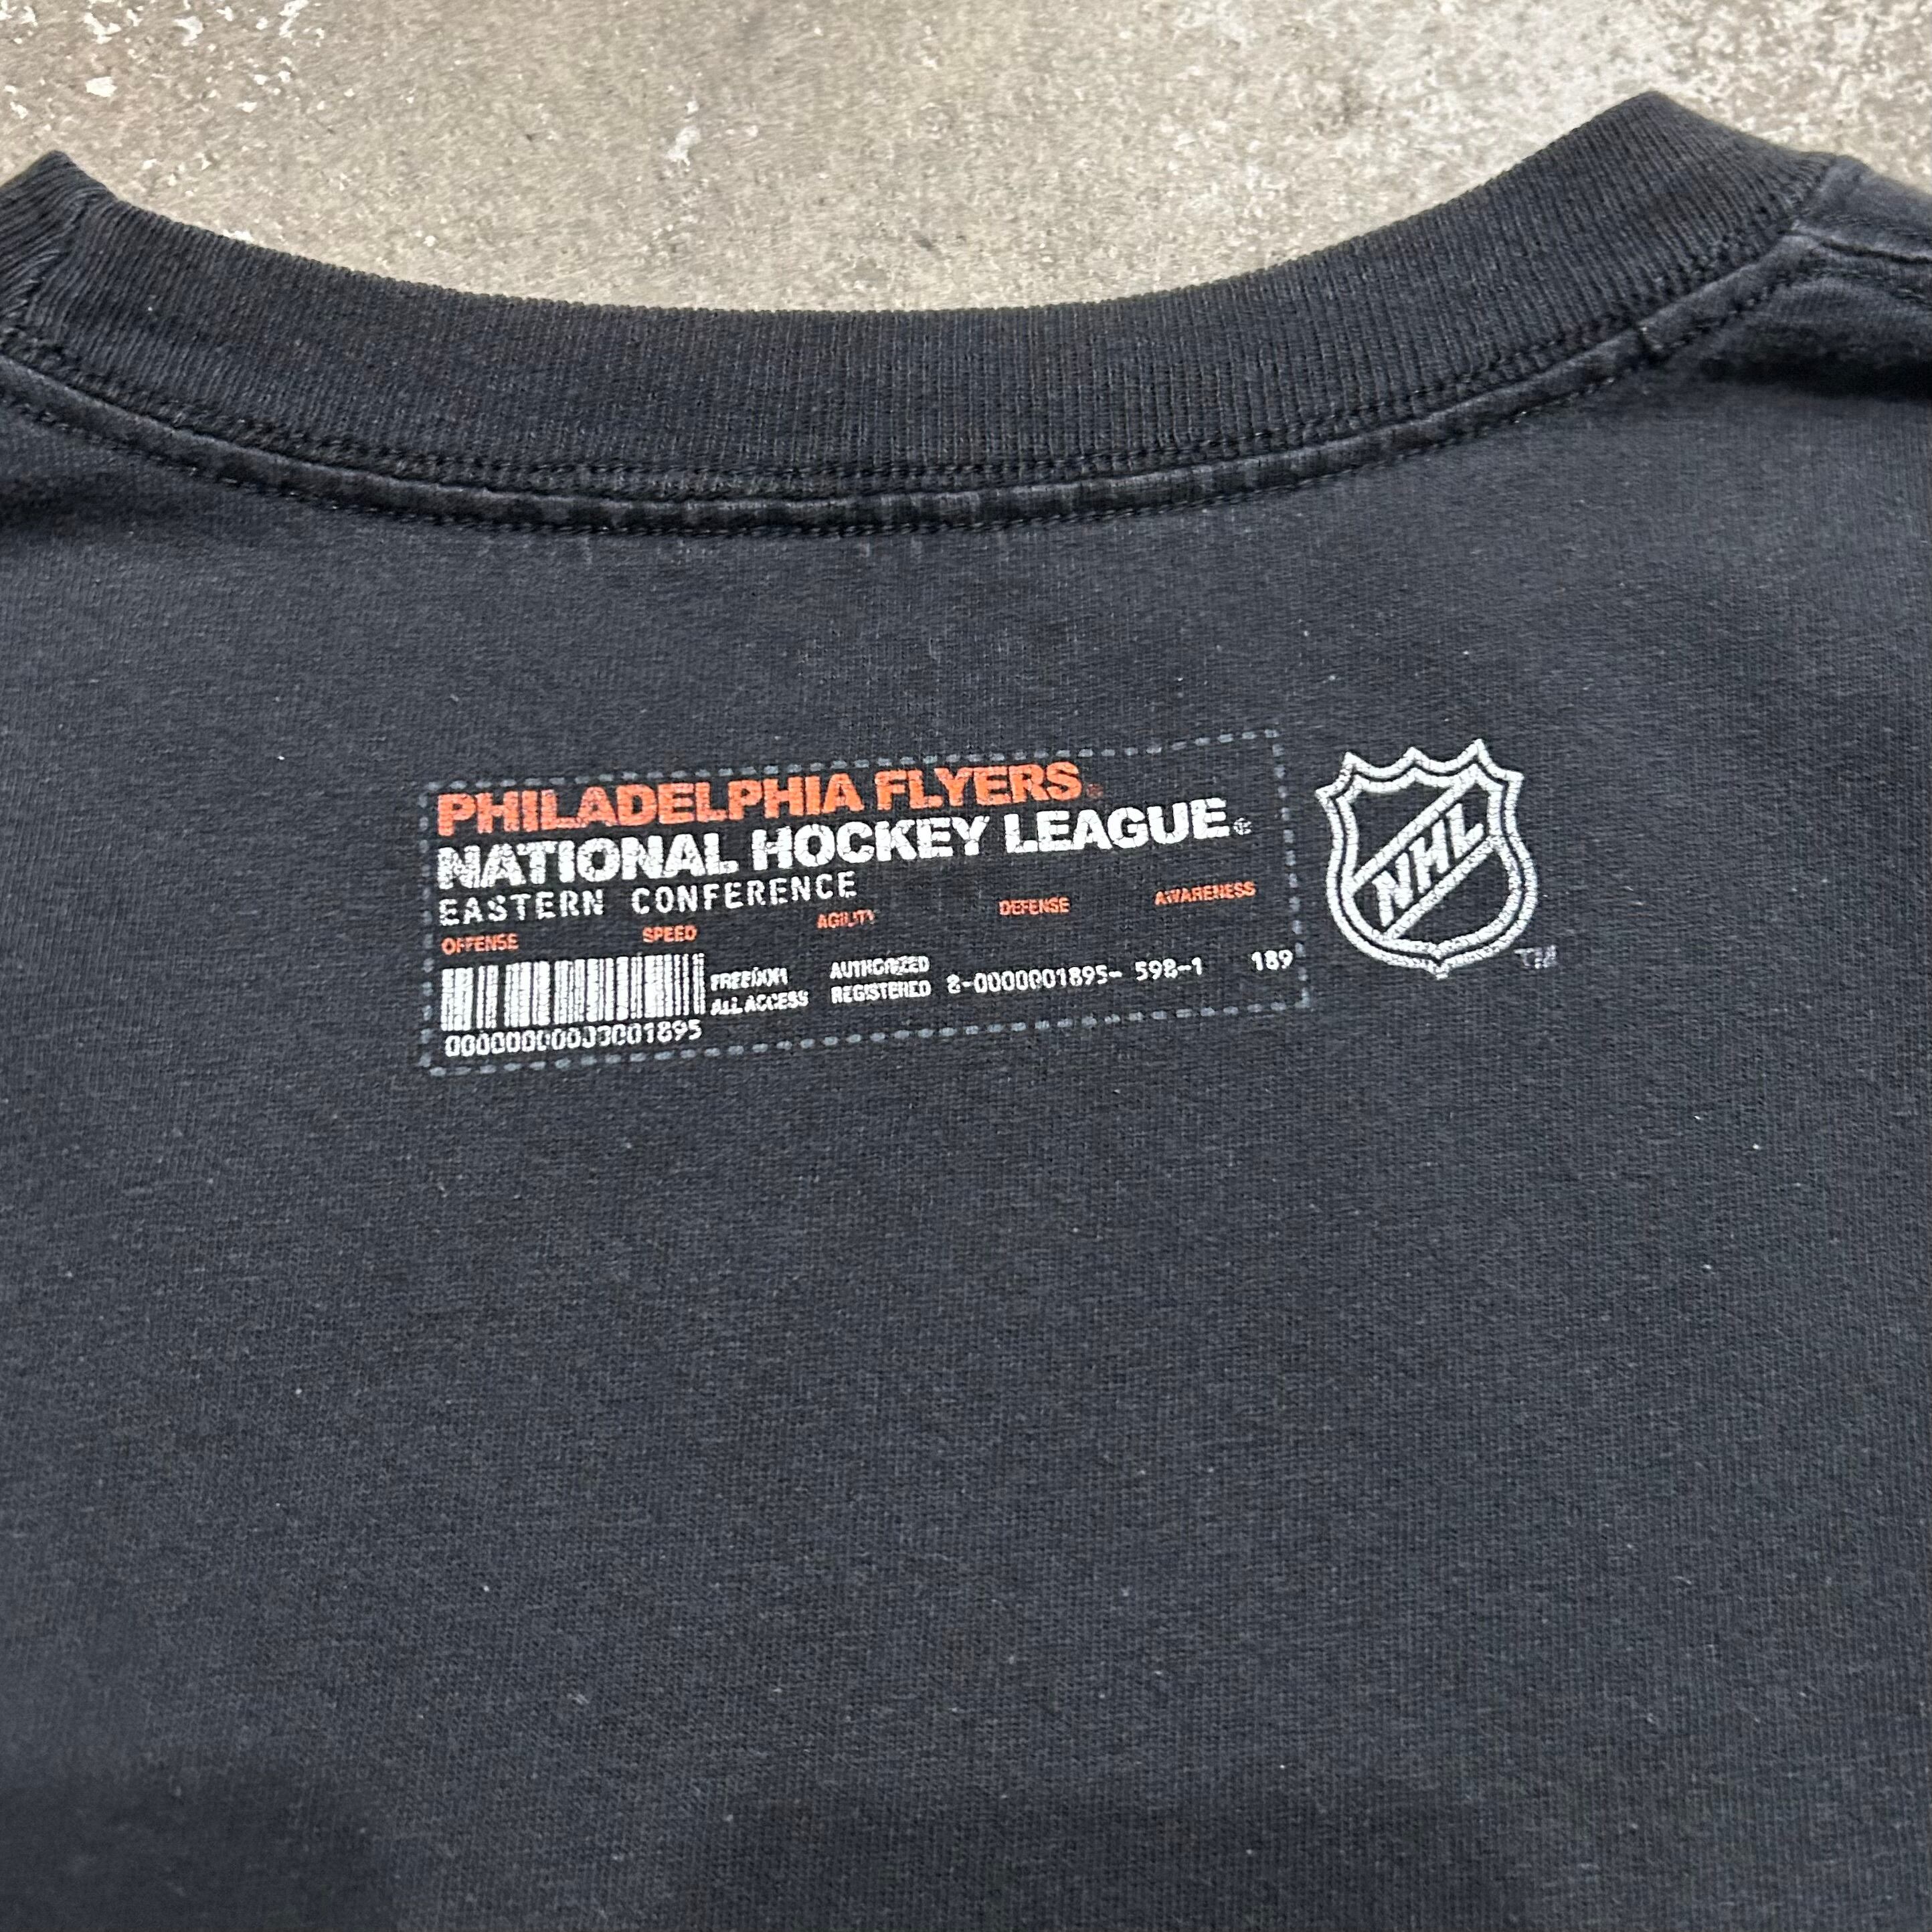 PHILADELPHIA FLYERS
NATIONAL HOCKEY LEAGUE
EASTERN CONFERENCE
OFFENSE SPEED AGILITY DEFENSE AWARENESS
FREEDOM AUTHORIZED
ALL ACCESS REGISTERED 8-0000001895- 598-1 189
1895
NHL
TM